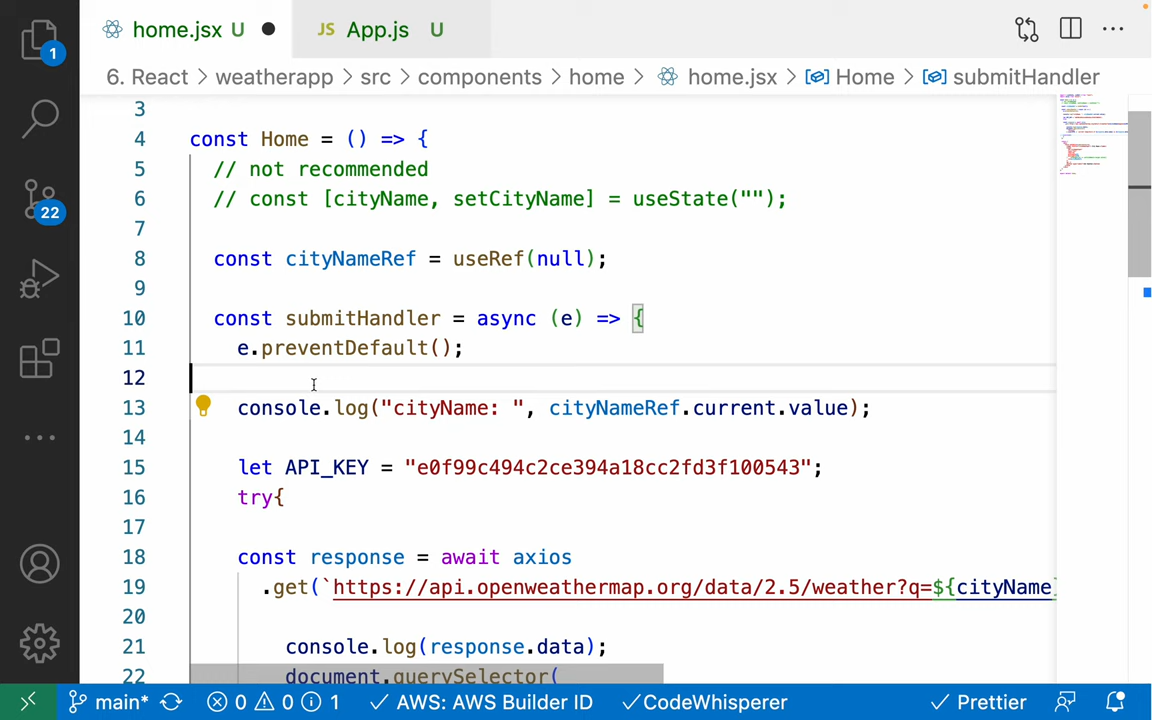 home.jsx U
JS App.js U
1
6. React > weatherapp > src > components > home > home.jsx > Home > submitHandler
3
4 const Home = () => {
5 // not recommended
6 // const [cityName, setCityName] = useState("");
7
8 const cityNameRef = useRef(null);
9
10 const submitHandler = async (e) => {
11 e.preventDefault();
12
13 console.log("cityName: ", cityNameRef.current.value);
14
15 let API_KEY = "e0f99c494c2ce394a18cc2fd3f100543";
16 try{
17
18 const response = await axios
19 .get(`https://api.openweathermap.org/data/2.5/weather?q=${cityName}
20
21 console.log(response.data);
22 document.querySelector(
22
main* 0 0 1 AWS: AWS Builder ID CodeWhisperer Prettier